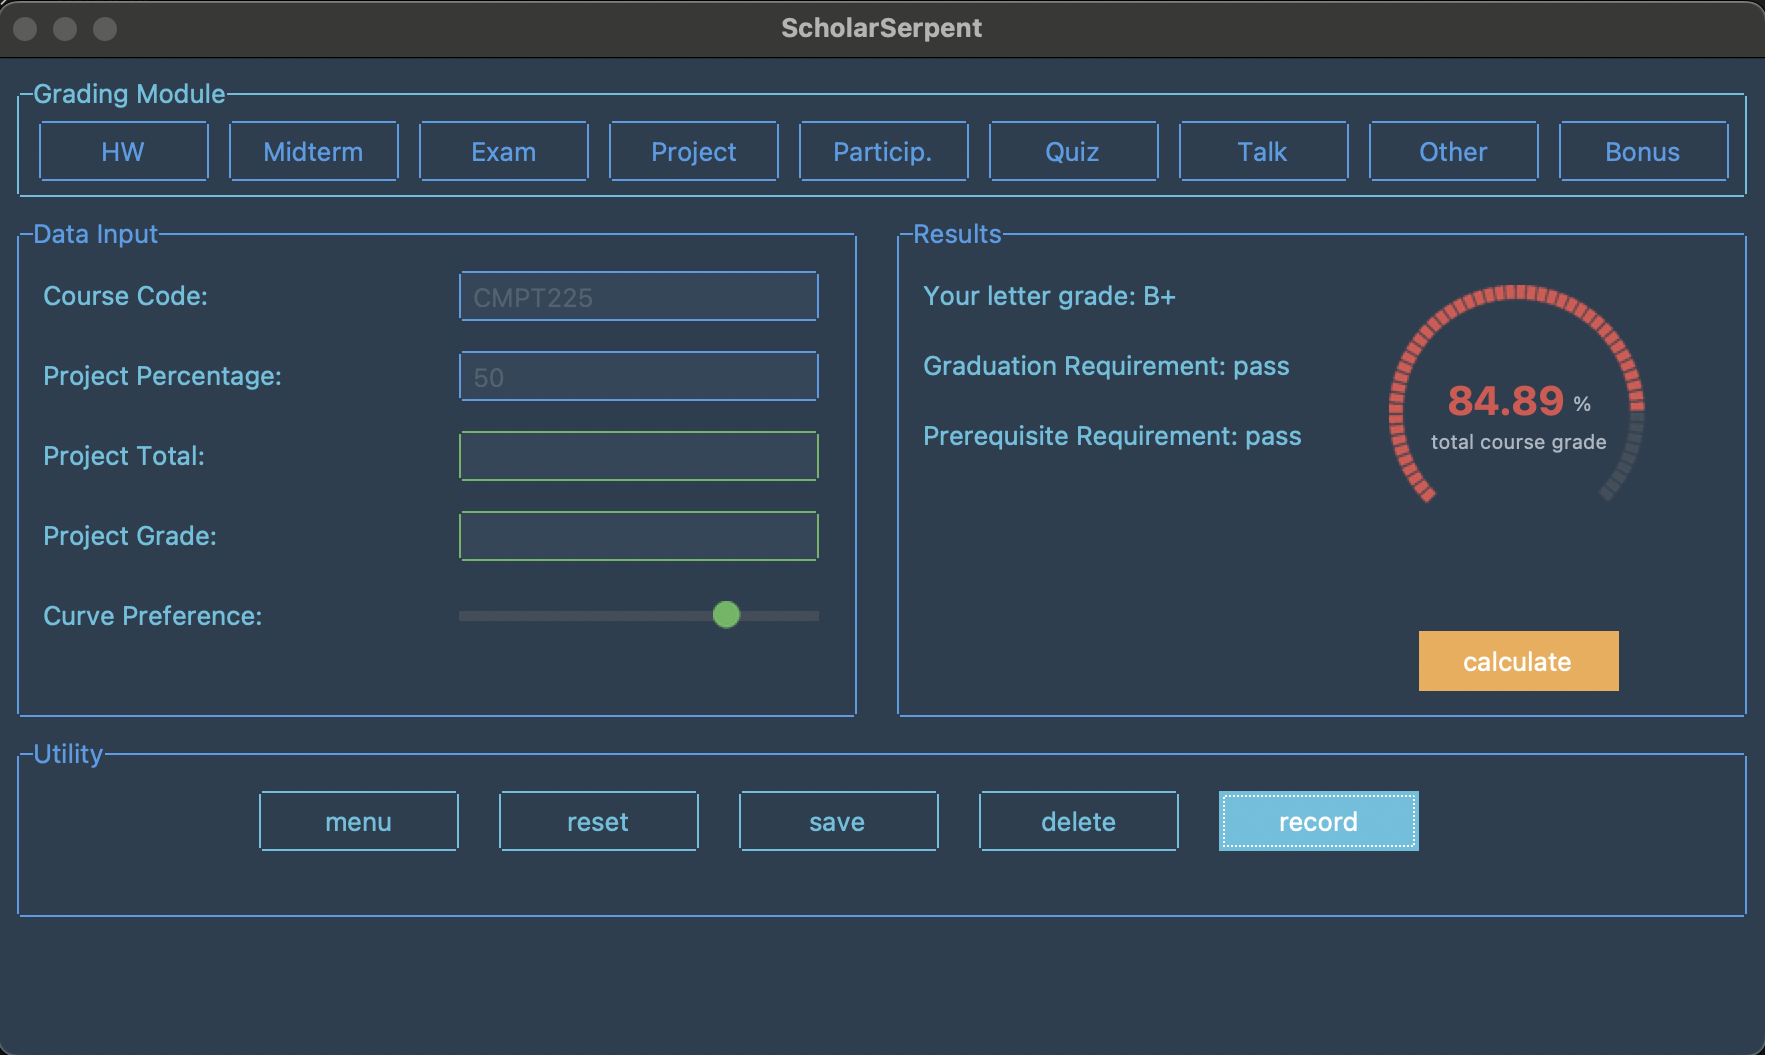 ScholarSerpent
Grading Module
HW Midterm Exam Project Particip. Quiz Talk Other Bonus
Data Input
Course Code: CMPT225
Project Percentage: 50
Project Total:
Project Grade:
Curve Preference:
Results
Your letter grade: B+
Graduation Requirement: pass
Prerequisite Requirement: pass
84.89 %
total course grade
calculate
Utility
menu reset save delete record